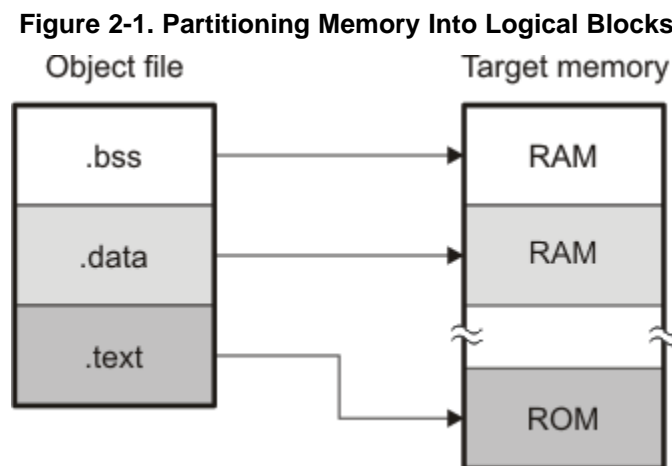 Figure 2-1. Partitioning Memory Into Logical Blocks
Object file
Target memory
.bss
RAM
.data
RAM
.text
ROM